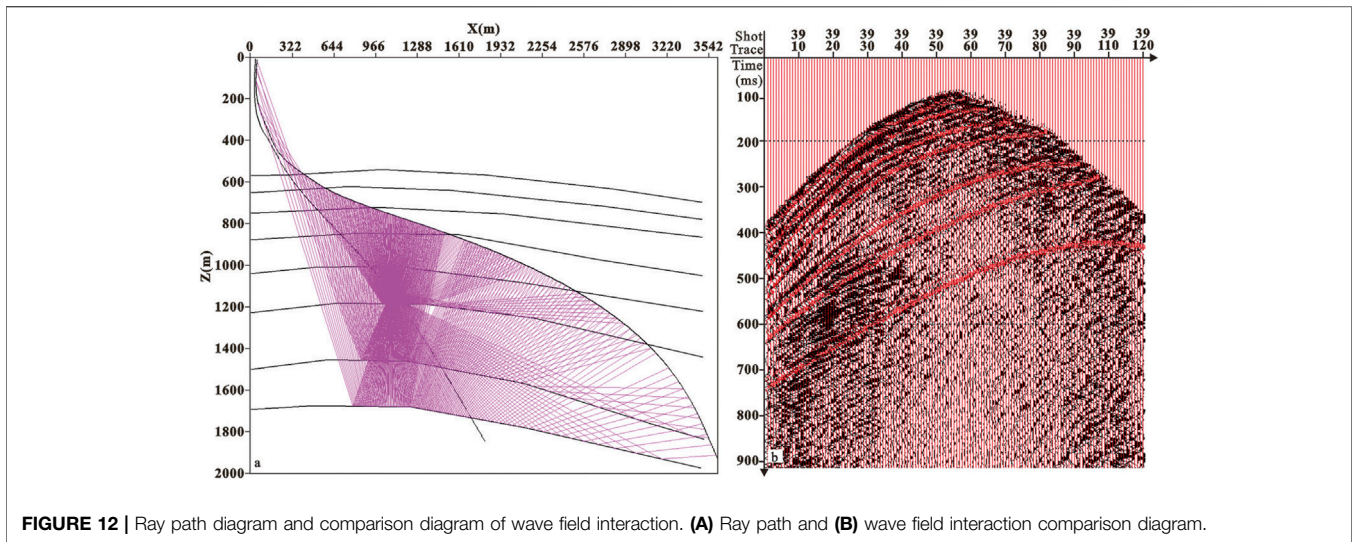 X(m)
0 322 644 966 1288 1610 1932 2254 2576 2898 3220 3542
Z(m)
0
200
400
600
800
1000
1200
1400
1600
1800
2000
a
Shot 39 39 39 39 39 39 39 39 39 39 39 39
Trace 10 20 30 40 50 60 70 80 90 110 120
Time
(ms)
100
200
300
400
500
600
700
800
900
b
FIGURE 12 | Ray path diagram and comparison diagram of wave field interaction. (A) Ray path and (B) wave field interaction comparison diagram.